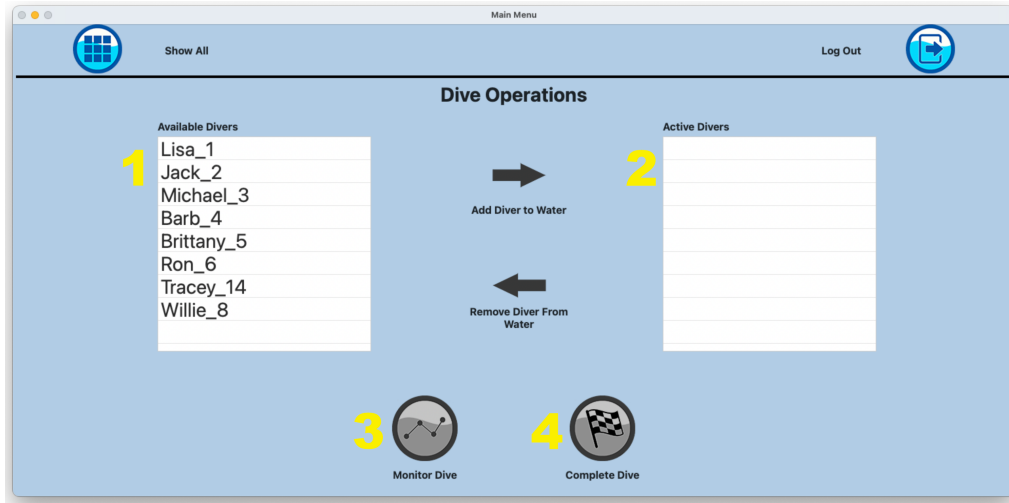 Main Menu
Show All
Log Out
Dive Operations
Available Divers
Active Divers
1
Lisa_1
Jack_2
Michael_3
Barb_4
Brittany_5
Ron_6
Tracey_14
Willie_8
2
Add Diver to Water
Remove Diver From
Water
3
4
Monitor Dive
Complete Dive